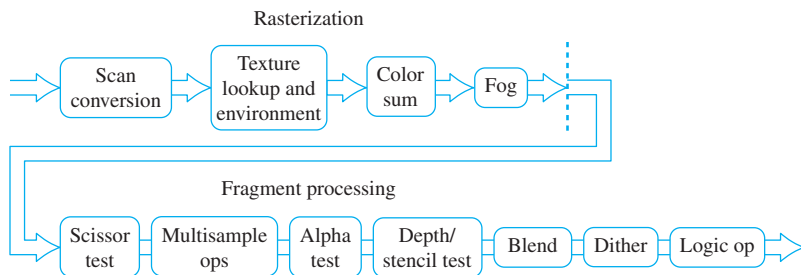 Rasterization
Scan
conversion
Texture
lookup and
environment
Color
sum
Fog
Fragment processing
Scissor
test
Multisample
ops
Alpha
test
Depth/
stencil test
Blend
Dither
Logic op